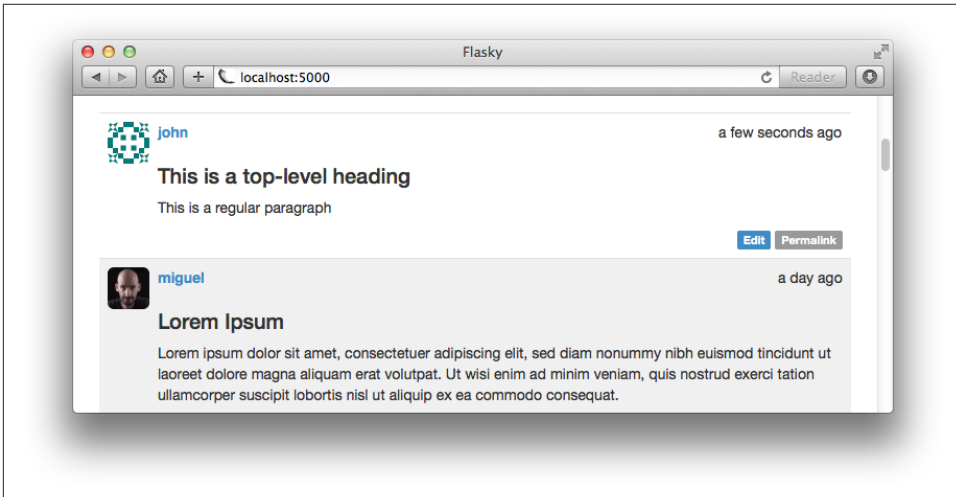 Flasky
localhost:5000
Reader
john
a few seconds ago
This is a top-level heading
This is a regular paragraph
Edit
Permalink
miguel
a day ago
Lorem Ipsum
Lorem ipsum dolor sit amet, consectetuer adipiscing elit, sed diam nonummy nibh euismod tincidunt ut
laoreet dolore magna aliquam erat volutpat. Ut wisi enim ad minim veniam, quis nostrud exerci tation
ullamcorper suscipit lobortis nisl ut aliquip ex ea commodo consequat.